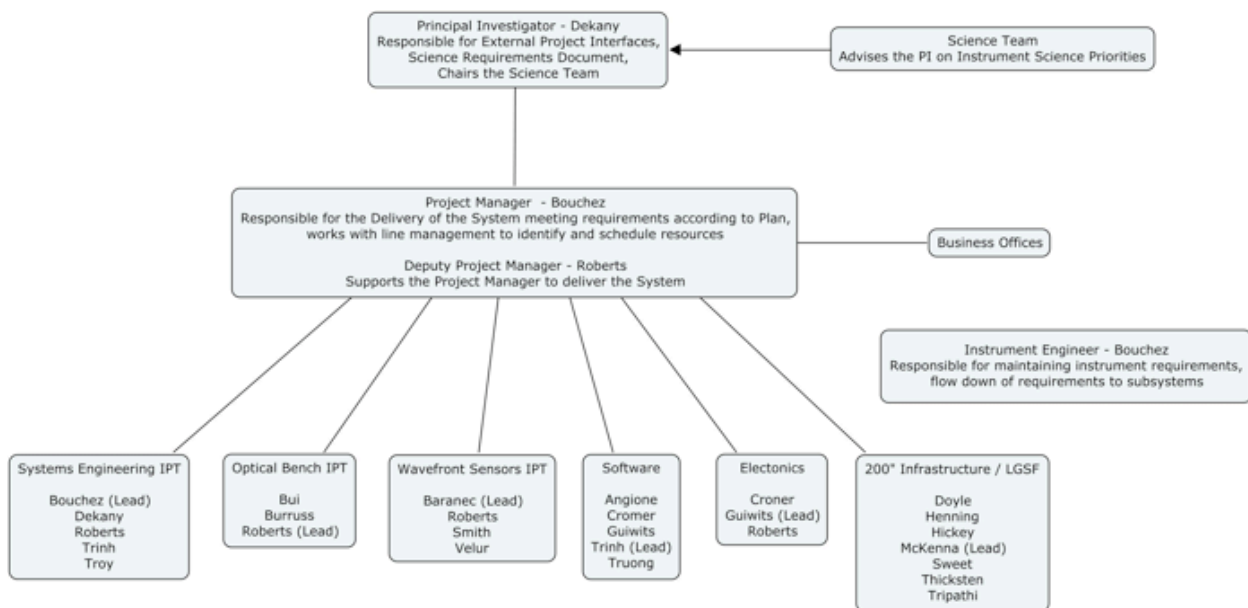 Principal Investigator - Dekany
Responsible for External Project Interfaces,
Science Requirements Document,
Chairs the Science Team
Science Team
Advises the PI on Instrument Science Priorities
Project Manager - Bouchez
Responsible for the Delivery of the System meeting requirements according to Plan,
works with line management to identify and schedule resources
Deputy Project Manager - Roberts
Supports the Project Manager to deliver the System
Business Offices
Instrument Engineer - Bouchez
Responsible for maintaining instrument requirements,
flow down of requirements to subsystems
Systems Engineering IPT
Bouchez (Lead)
Dekany
Roberts
Trinh
Troy
Optical Bench IPT
Bui
Burruss
Roberts (Lead)
Wavefront Sensors IPT
Baranec (Lead)
Roberts
Smith
Velur
Software
Angione
Cromer
Guiwits
Trinh (Lead)
Truong
Electonics
Croner
Guiwits (Lead)
Roberts
200" Infrastructure / LGSF
Doyle
Henning
Hickey
McKenna (Lead)
Sweet
Thicksten
Tripathi